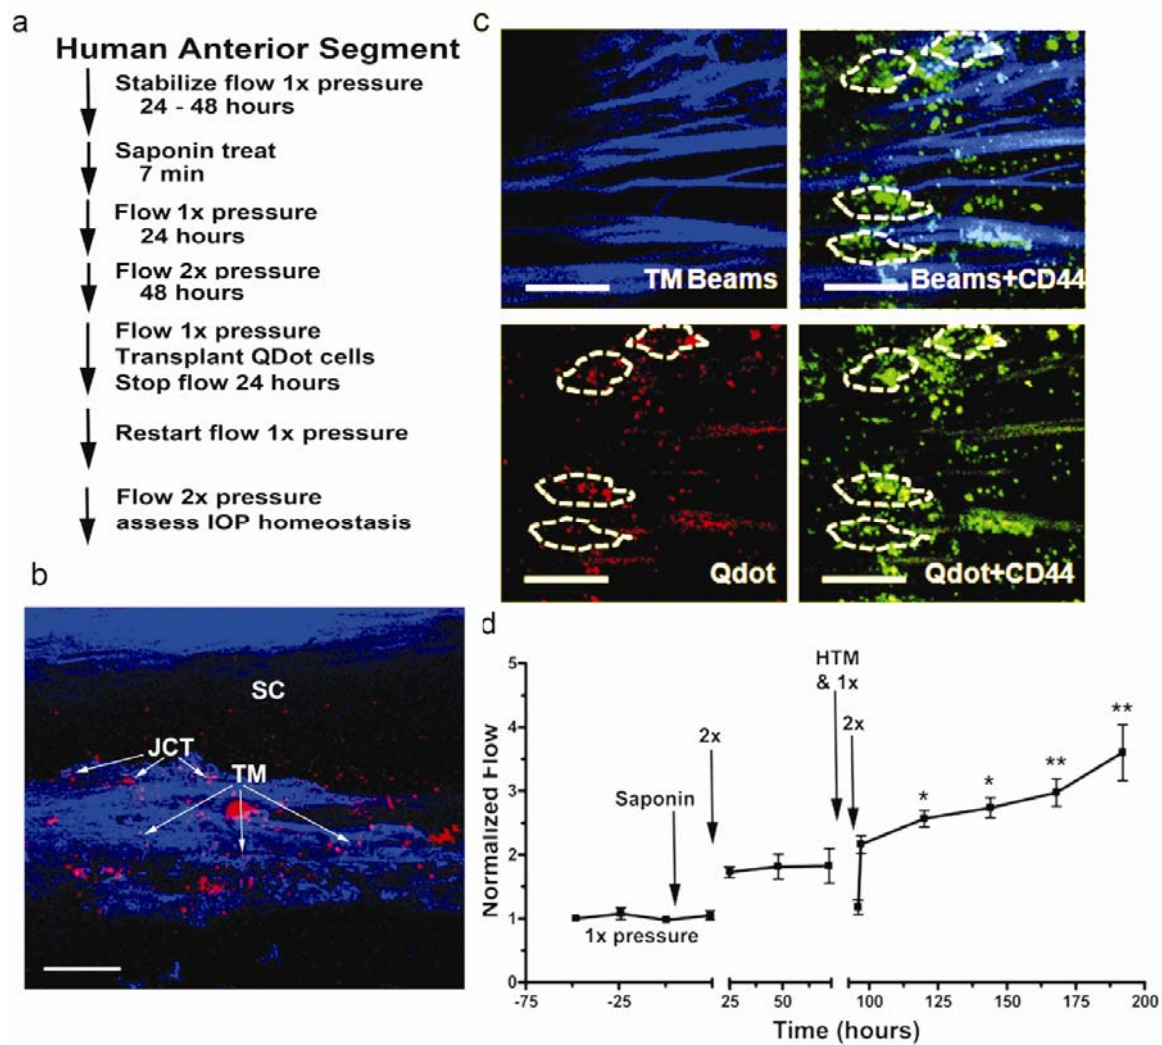 a
Human Anterior Segment
Stabilize flow 1x pressure
24 - 48 hours
Saponin treat
7 min
Flow 1x pressure
24 hours
Flow 2x pressure
48 hours
Flow 1x pressure
Transplant QDot cells
Stop flow 24 hours
Restart flow 1x pressure
Flow 2x pressure
assess IOP homeostasis
b
SC
JCT
TM
c
TM Beams
Beams+CD44
Qdot
Qdot+CD44
d
Normalized Flow
5
4
3
2
1
0
HTM
& 1x
2x
2x
Saponin
1x pressure
*
*
**
**
-75
-25
25
50
100
125
150
175
200
Time (hours)